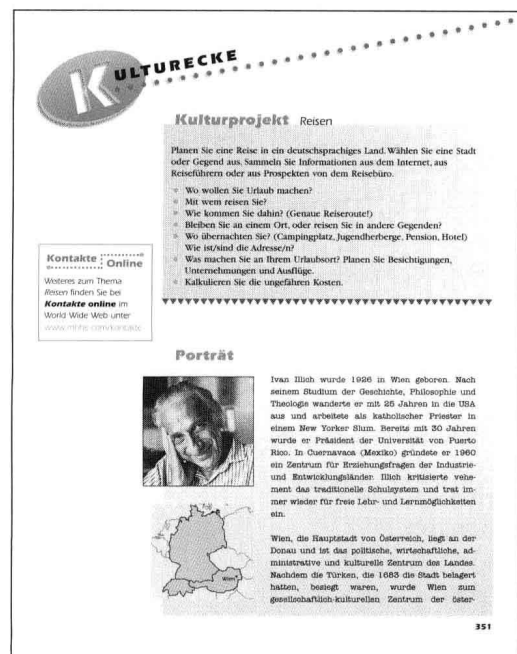 KULTURECKE
Kulturprojekt Reisen
Planen Sie eine Reise in ein deutschsprachiges Land. Wählen Sie eine Stadt
oder Gegend aus. Sammeln Sie Informationen aus dem Internet, aus
Reiseführern oder aus Prospekten von dem Reisebüro.
Wo wollen Sie Urlaub machen?
Mit wem reisen Sie?
Wie kommen Sie dahin? (Genaue Reiseroute!)
Bleiben Sie an einem Ort, oder reisen Sie in andere Gegenden?
Wo übernachten Sie? (Campingplatz, Jugendherberge, Pension, Hotel)
Wie ist/sind die Adresse/n?
Was machen Sie an Ihrem Urlaubsort? Planen Sie Besichtigungen,
Unternehmungen und Ausflüge.
Kalkulieren Sie die ungefähren Kosten.
Kontakte
Online
Weiteres zum Thema
Reisen finden Sie bei
Kontakte online im
World Wide Web unter
Porträt
Ivan Illich wurde 1926 in Wien geboren. Nach
seinem Studium der Geschichte, Philosophie und
Theologie wanderte er mit 25 Jahren in die USA
aus und arbeitete als katholischer Priester in
einem New Yorker Slum. Bereits mit 30 Jahren
wurde er Präsident der Universität von Puerto
Rico. In Cuernavaca (Mexiko) gründete er 1960
ein Zentrum für Erziehungsfragen der Industrie-
und Entwicklungsländer. Illich kritisierte vehe-
ment das traditionelle Schulsystem und trat im-
mer wieder für freie Lehr- und Lernmöglichkeiten
ein.
Wien, die Hauptstadt von Österreich, liegt an der
Donau und ist das politische, wirtschaftliche, ad-
ministrative und kulturelle Zentrum des Landes.
Nachdem die Türken, die 1683 die Stadt belagert
hatten, besiegt waren, wurde Wien zum
gesellschaftlich-kulturellen Zentrum der öster-
Wien
351